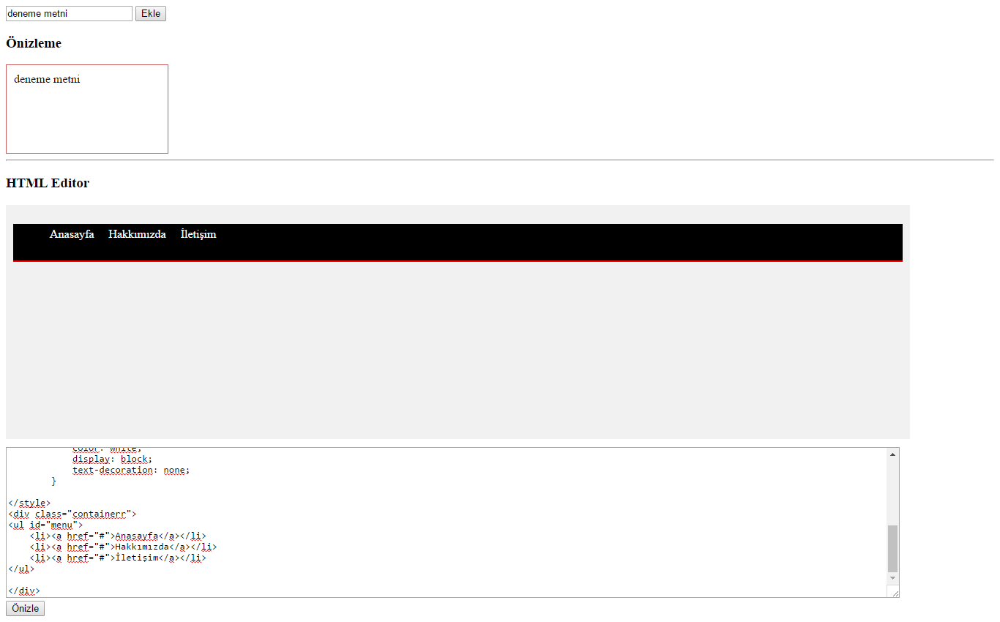 deneme metni Ekle
Önizleme
deneme metni
HTML Editor
Anasayfa Hakkımızda İletişim
color: white;
display: block;
text-decoration: none;
}
</style>
<div class="containerr">
<ul id="menu">
<li><a href="#">Anasayfa</a></li>
<li><a href="#">Hakkımızda</a></li>
<li><a href="#">İletişim</a></li>
</ul>
</div>
Önizle